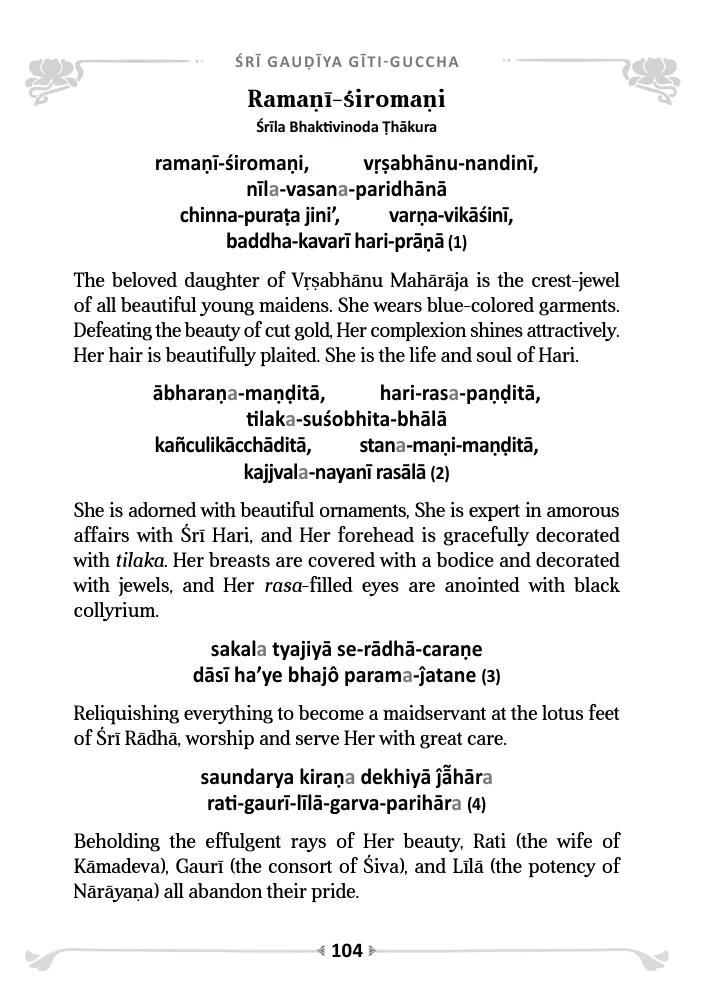 ŚRĪ GAUḌĪYA GĪTI-GUCCHA
Ramaṇī-śiromaṇi
Śrīla Bhaktivinoda Ṭhākura
ramaṇī-śiromaṇi, vṛṣabhānu-nandinī,
nīla-vasana-paridhānā
chinna-puraṭa jini’, varṇa-vikāśinī,
baddha-kavarī hari-prāṇā (1)
The beloved daughter of Vṛṣabhānu Mahārāja is the crest-jewel
of all beautiful young maidens. She wears blue-colored garments.
Defeating the beauty of cut gold, Her complexion shines attractively.
Her hair is beautifully plaited. She is the life and soul of Hari.
ābharaṇa-maṇḍitā, hari-rasa-paṇḍitā,
tilaka-suśobhita-bhālā
kañculikācchāditā, stana-maṇi-maṇḍitā,
kajjvala-nayanī rasālā (2)
She is adorned with beautiful ornaments, She is expert in amorous
affairs with Śrī Hari, and Her forehead is gracefully decorated
with tilaka. Her breasts are covered with a bodice and decorated
with jewels, and Her rasa-filled eyes are anointed with black
collyrium.
sakala tyajiyā se-rādhā-caraṇe
dāsī ha’ye bhajô parama-ĵatane (3)
Reliquishing everything to become a maidservant at the lotus feet
of Śrī Rādhā, worship and serve Her with great care.
saundarya kiraṇa dekhiyā ĵā̃hāra
rati-gaurī-līlā-garva-parihāra (4)
Beholding the effulgent rays of Her beauty, Rati (the wife of
Kāmadeva), Gaurī (the consort of Śiva), and Līlā (the potency of
Nārāyaṇa) all abandon their pride.
104